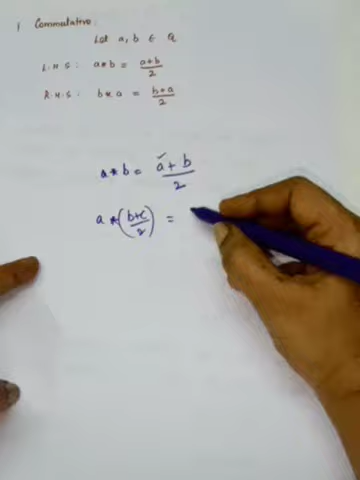 1 Commutative:
Let a, b ∈ Q
L.H.S: a*b = (a+b)/2
R.H.S: b*a = (b+a)/2
a*b = (a+b)/2
a*((b+c)/2) =